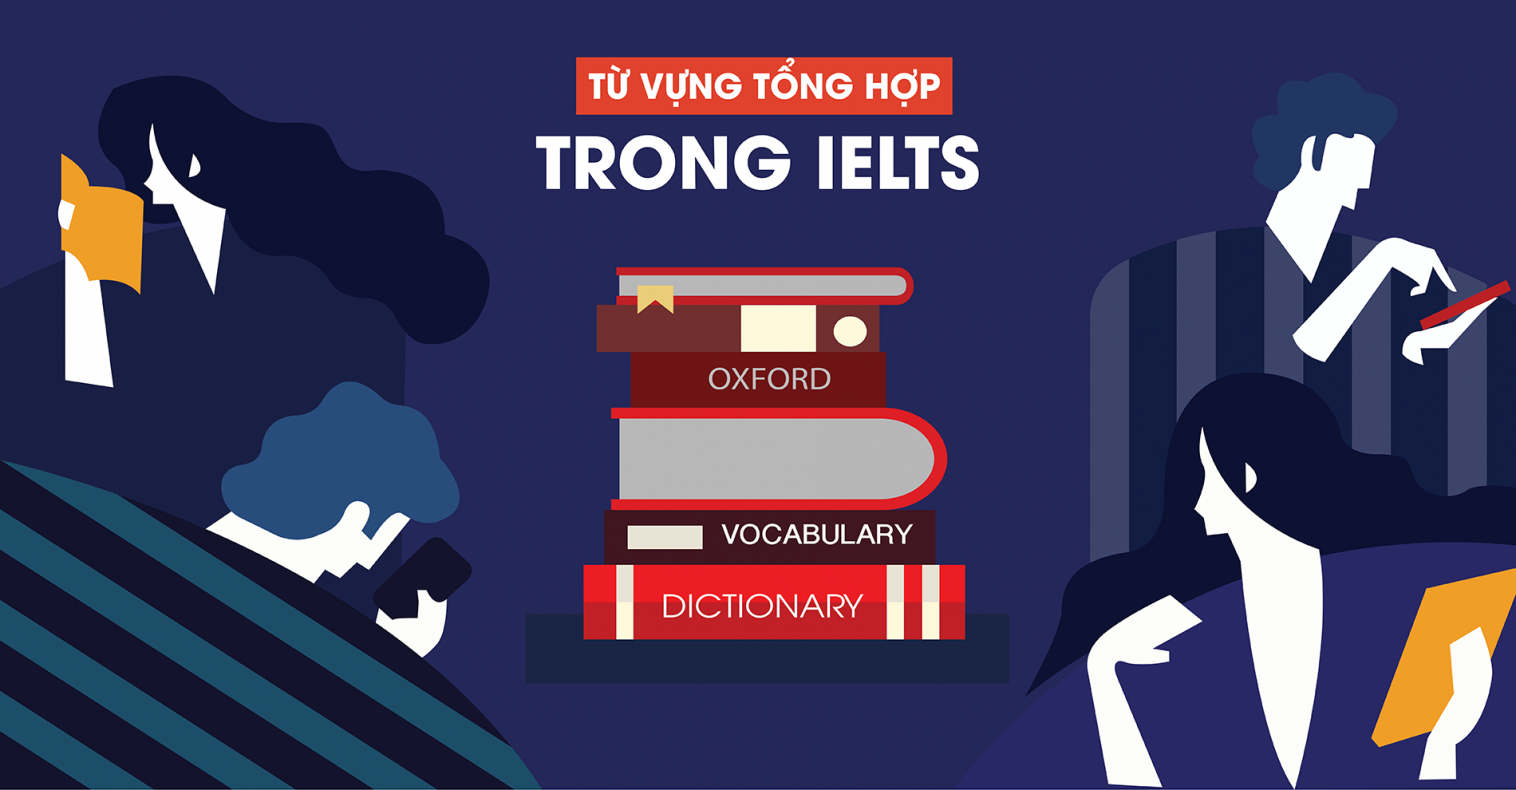 TỪ VỰNG TỔNG HỢP
TRONG IELTS
OXFORD
VOCABULARY
DICTIONARY